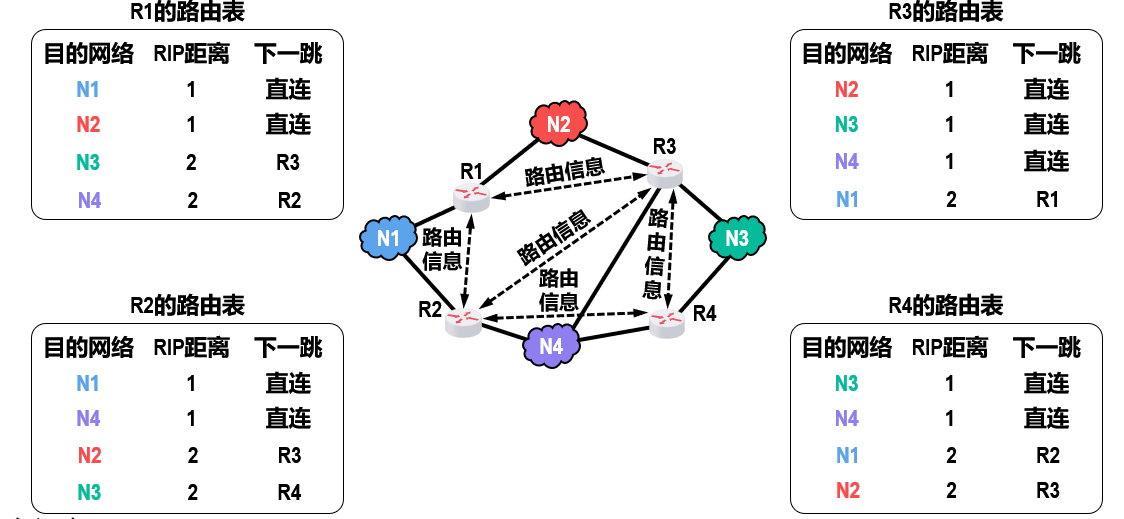 R1的路由表
目的网络 RIP距离 下一跳
N1 1 直连
N2 1 直连
N3 2 R3
N4 2 R2
R3的路由表
目的网络 RIP距离 下一跳
N2 1 直连
N3 1 直连
N4 1 直连
N1 2 R1
N2
R3
R1
路由信息
N1
路由
信息
路由信息
路由信息
N3
R2
路由
信息
R4
N4
R2的路由表
目的网络 RIP距离 下一跳
N1 1 直连
N4 1 直连
N2 2 R3
N3 2 R4
R4的路由表
目的网络 RIP距离 下一跳
N3 1 直连
N4 1 直连
N1 2 R2
N2 2 R3